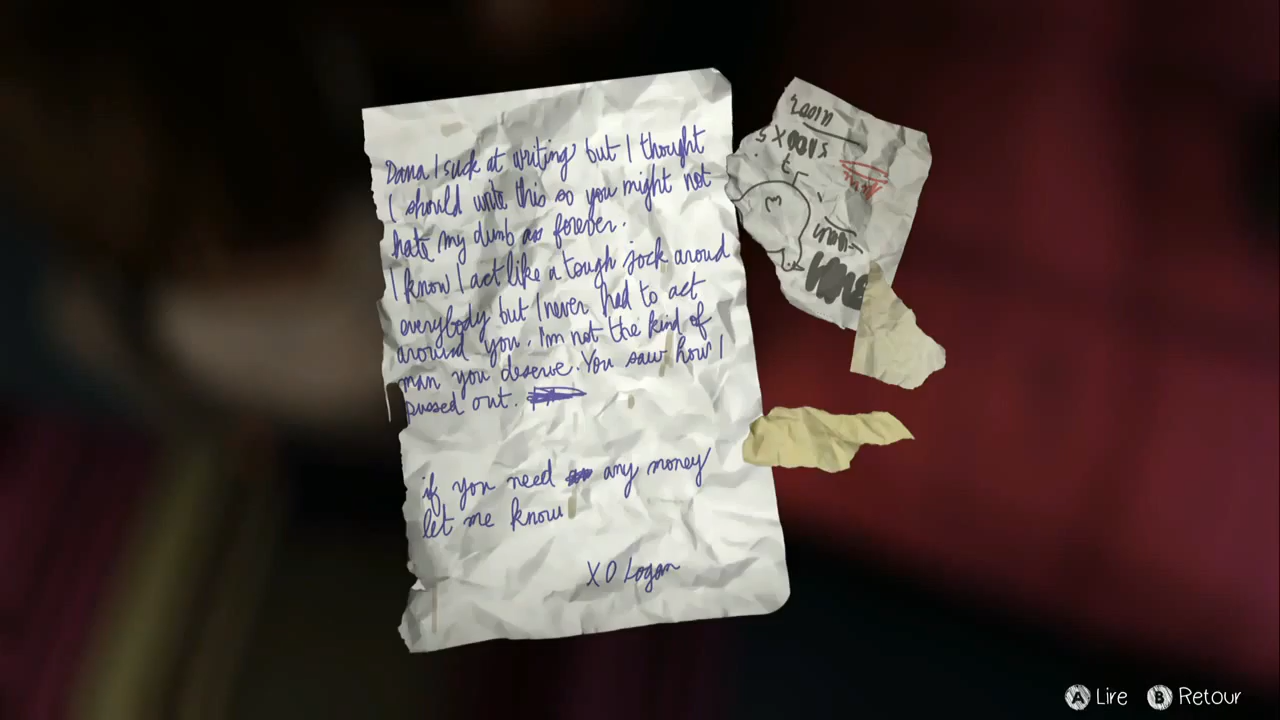 Dana I suck at writing but I thought
I should write this so you might not
hate my dumb ass forever.
I know I act like a tough jock aroud
everybody but I never had to act
around you. I'm not the kind of
man you deserve. You saw how I
pussed out.
if you need any money
let me know
XO Logan
A Lire B Retour